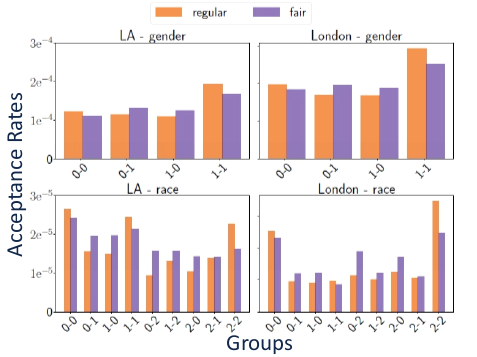 regular fair
LA - gender London - gender
3e⁻⁴
2e⁻⁴
1e⁻⁴
0
0-0 0-1 1-0 1-1 0-0 0-1 1-0 1-1
LA - race London - race
3e⁻⁵
2e⁻⁵
1e⁻⁵
0
0-0 0-1 1-0 1-1 0-2 1-2 2-0 2-1 2-2 0-0 0-1 1-0 1-1 0-2 1-2 2-0 2-1 2-2
Acceptance Rates
Groups